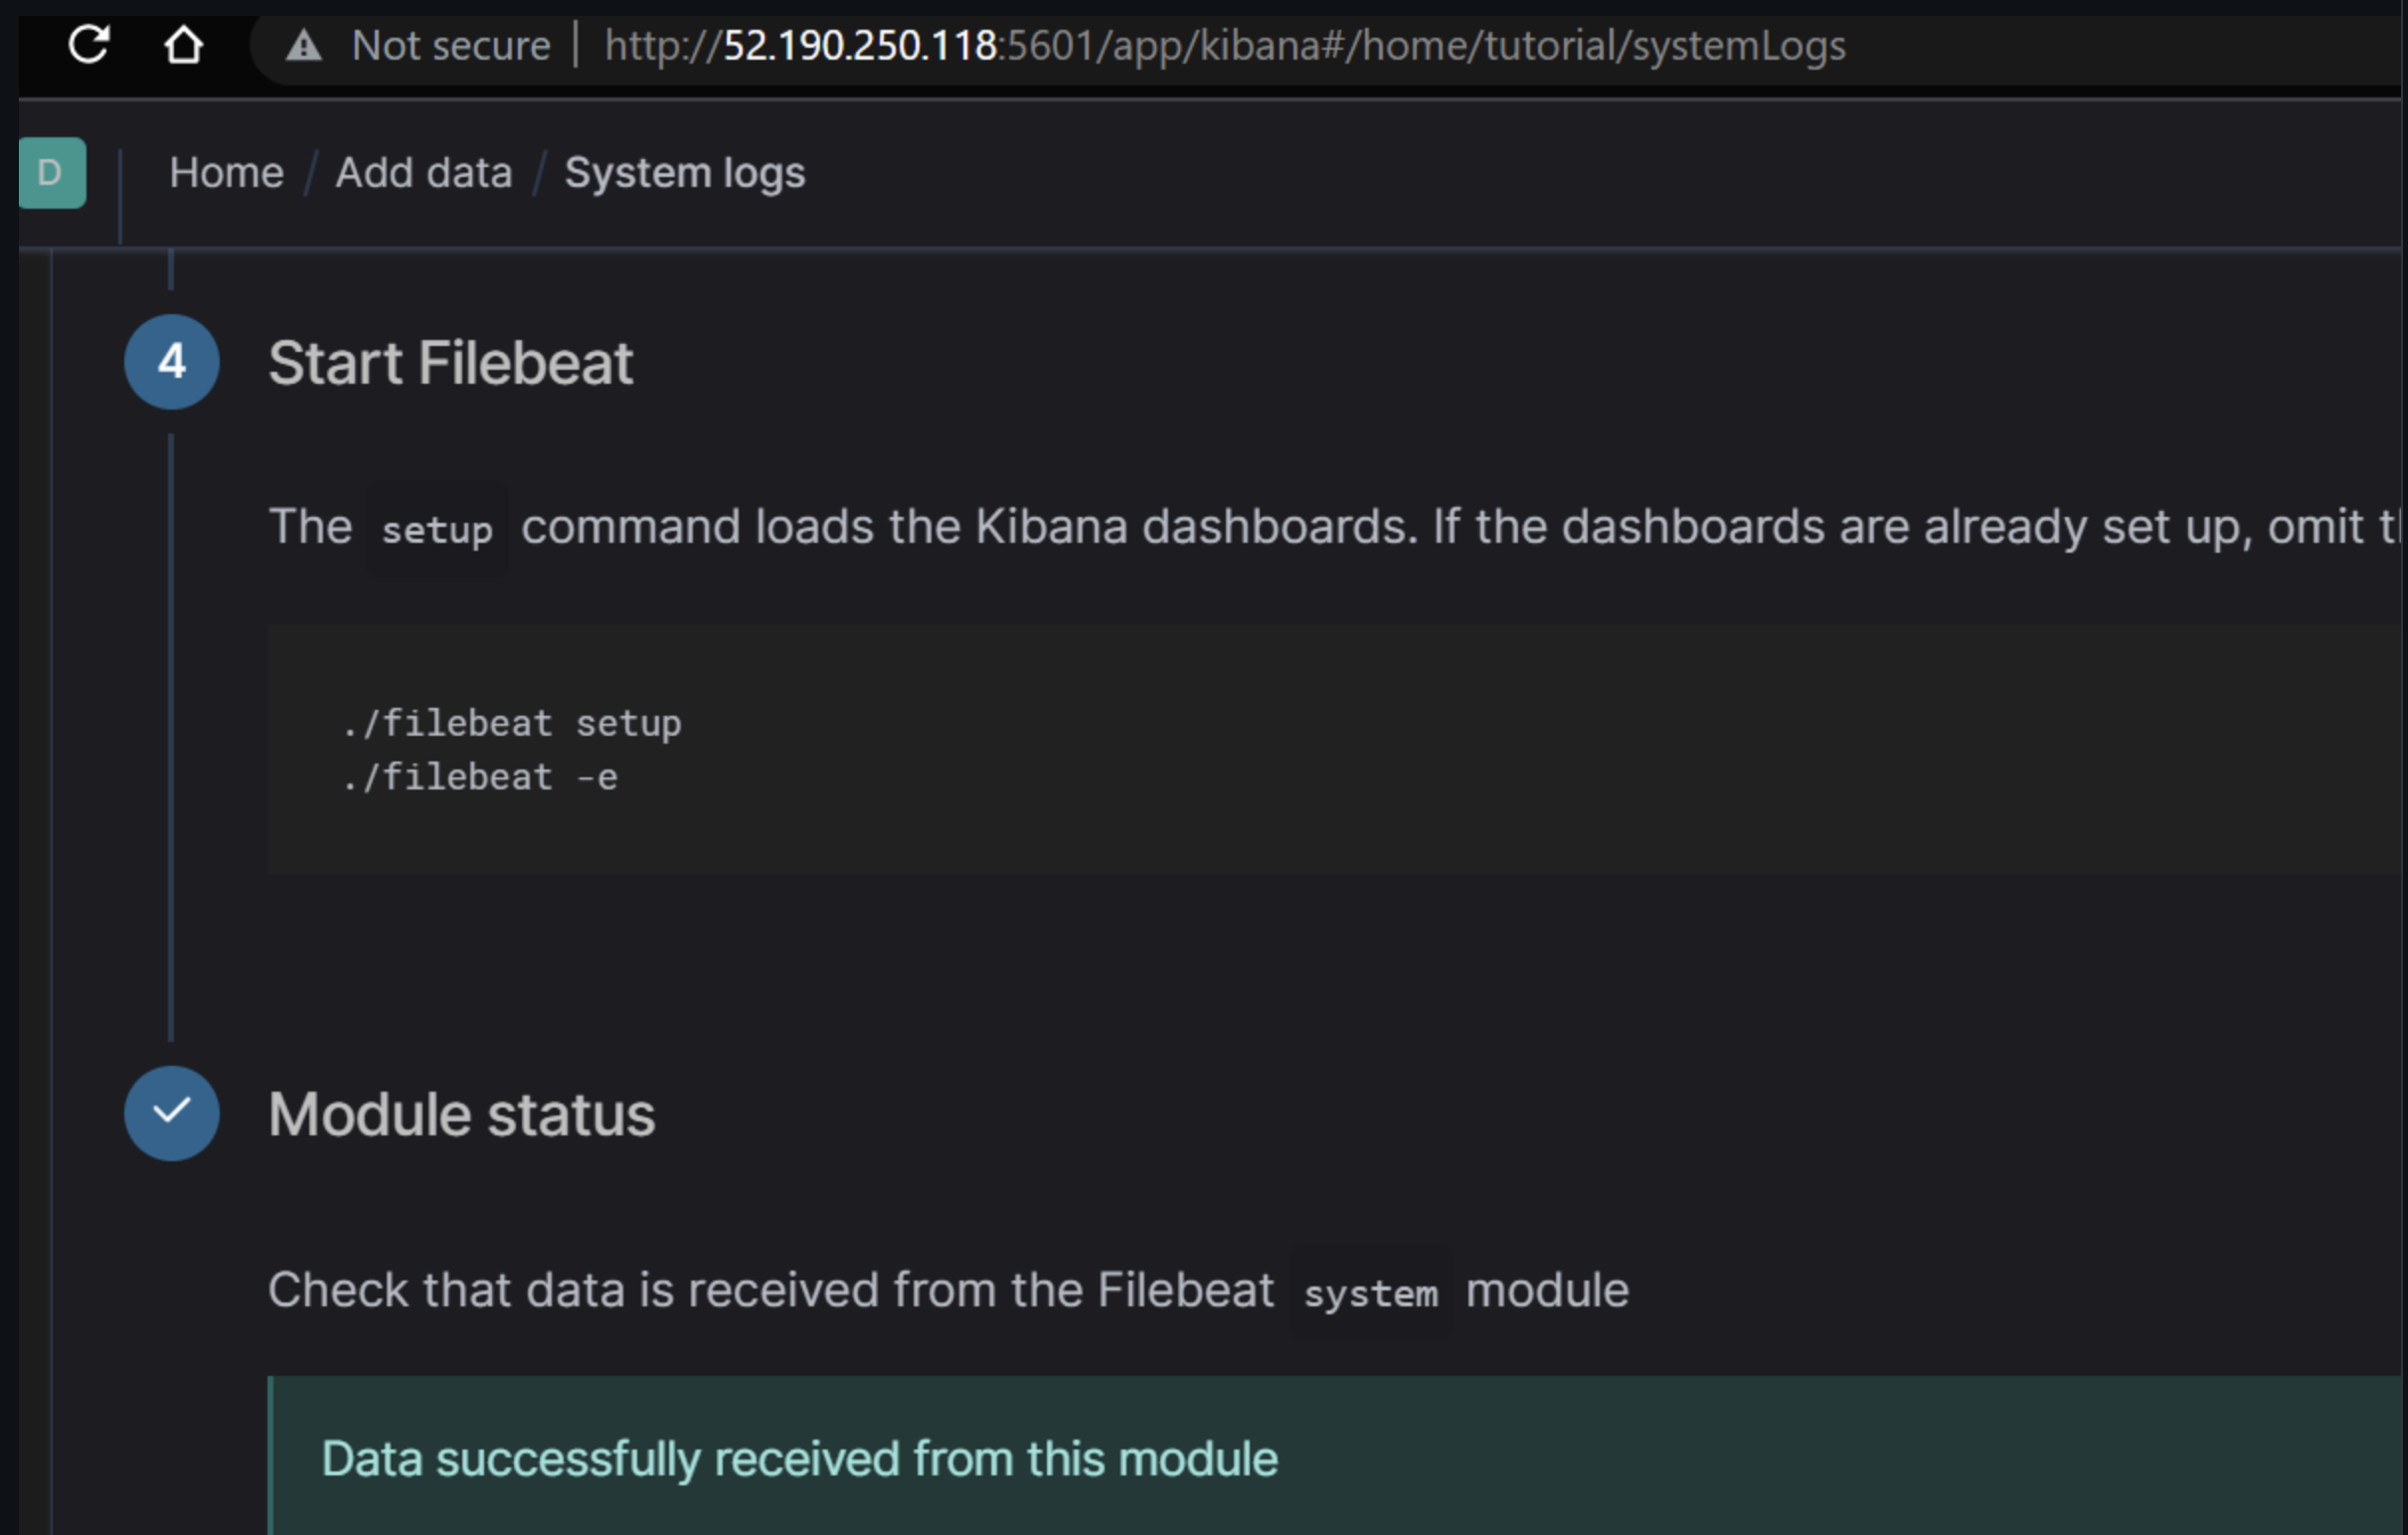 Not secure | http://52.190.250.118:5601/app/kibana#/home/tutorial/systemLogs
D Home / Add data / System logs
4 Start Filebeat
The setup command loads the Kibana dashboards. If the dashboards are already set up, omit
./filebeat setup
./filebeat -e
Module status
Check that data is received from the Filebeat system module
Data successfully received from this module